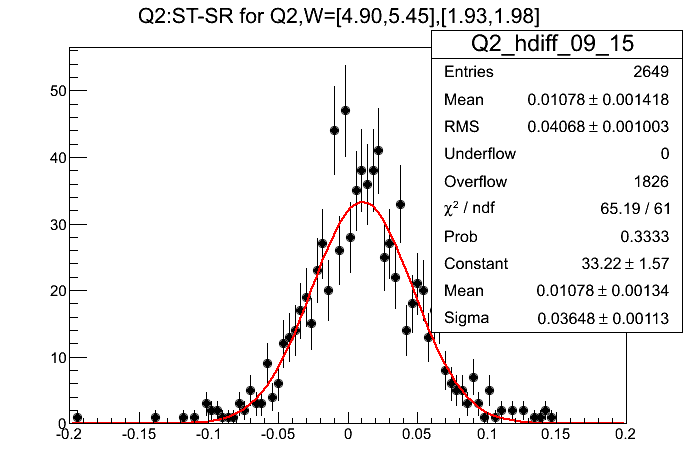 Q2:ST-SR for Q2,W=[4.90,5.45],[1.93,1.98]
Q2_hdiff_09_15
Entries 2649
Mean 0.01078 ± 0.001418
RMS 0.04068 ± 0.001003
Underflow 0
Overflow 1826
χ² / ndf 65.19 / 61
Prob 0.3333
Constant 33.22 ± 1.57
Mean 0.01078 ± 0.00134
Sigma 0.03648 ± 0.00113
50
40
30
20
10
0
-0.2 -0.15 -0.1 -0.05 0 0.05 0.1 0.15 0.2